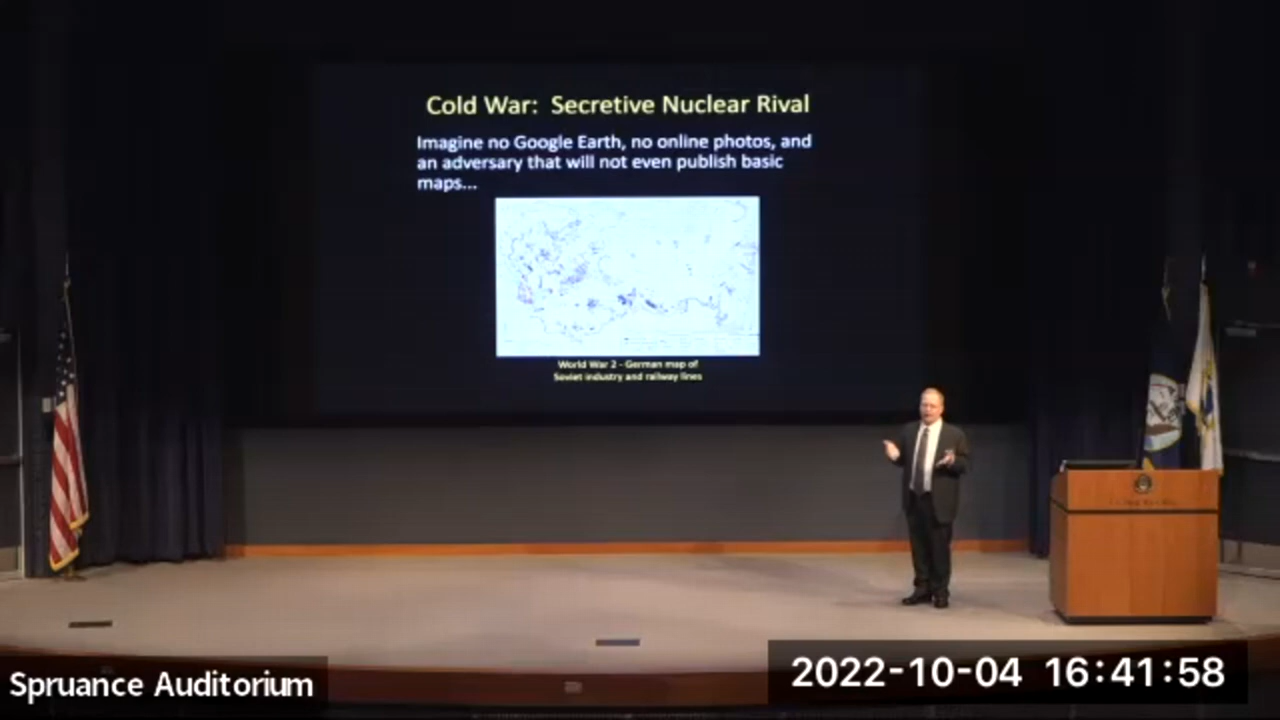 Cold War: Secretive Nuclear Rival
Imagine no Google Earth, no online photos, and
an adversary that will not even publish basic
maps...
World War 2 - German map of
Soviet industry and railway lines
Spruance Auditorium
2022-10-04 16:41:58